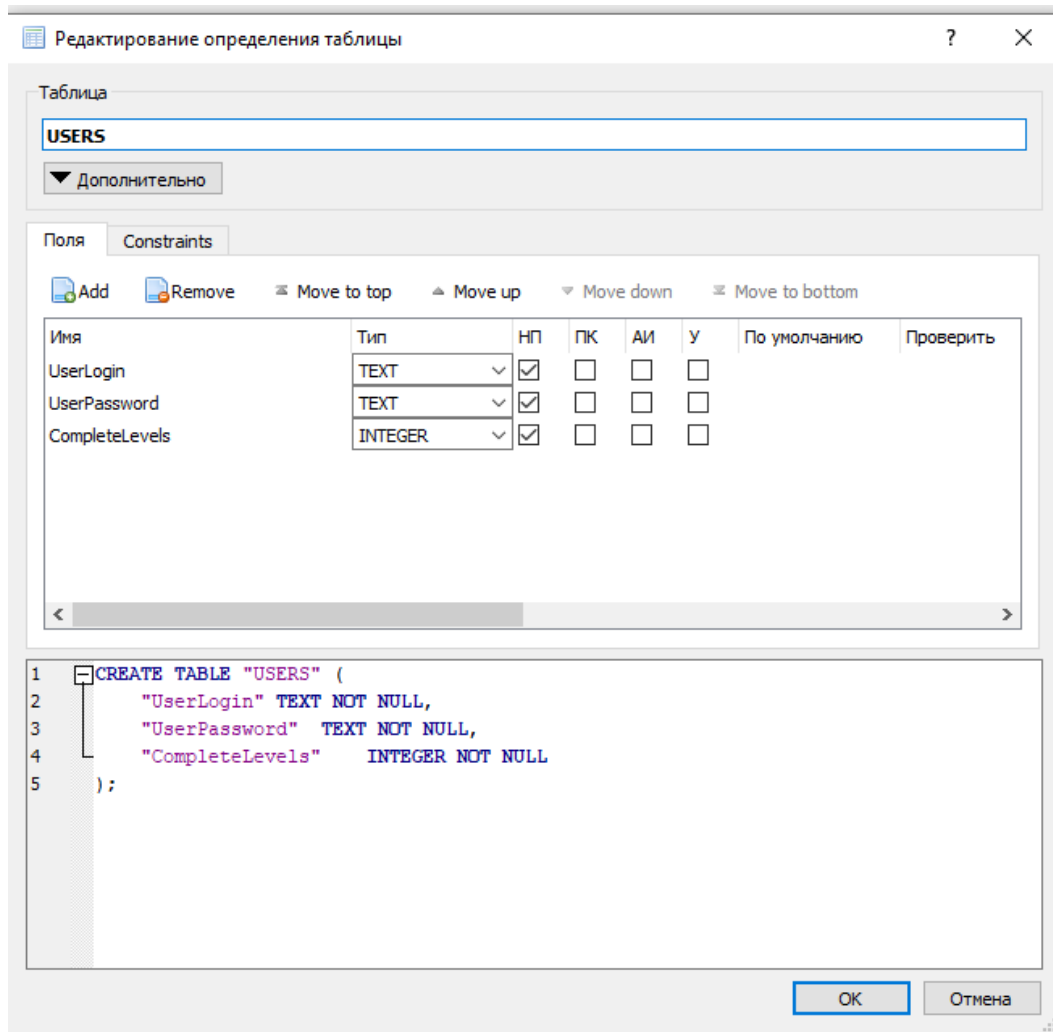 Редактирование определения таблицы ?
Таблица
USERS
Дополнительно
Поля Constraints
Add Remove Move to top Move up Move down Move to bottom
Имя Тип НП ПК АИ У По умолчанию Проверить
UserLogin TEXT
UserPassword TEXT
CompleteLevels INTEGER
1 CREATE TABLE "USERS" (
2 "UserLogin" TEXT NOT NULL,
3 "UserPassword" TEXT NOT NULL,
4 "CompleteLevels" INTEGER NOT NULL
5 );
OK Отмена